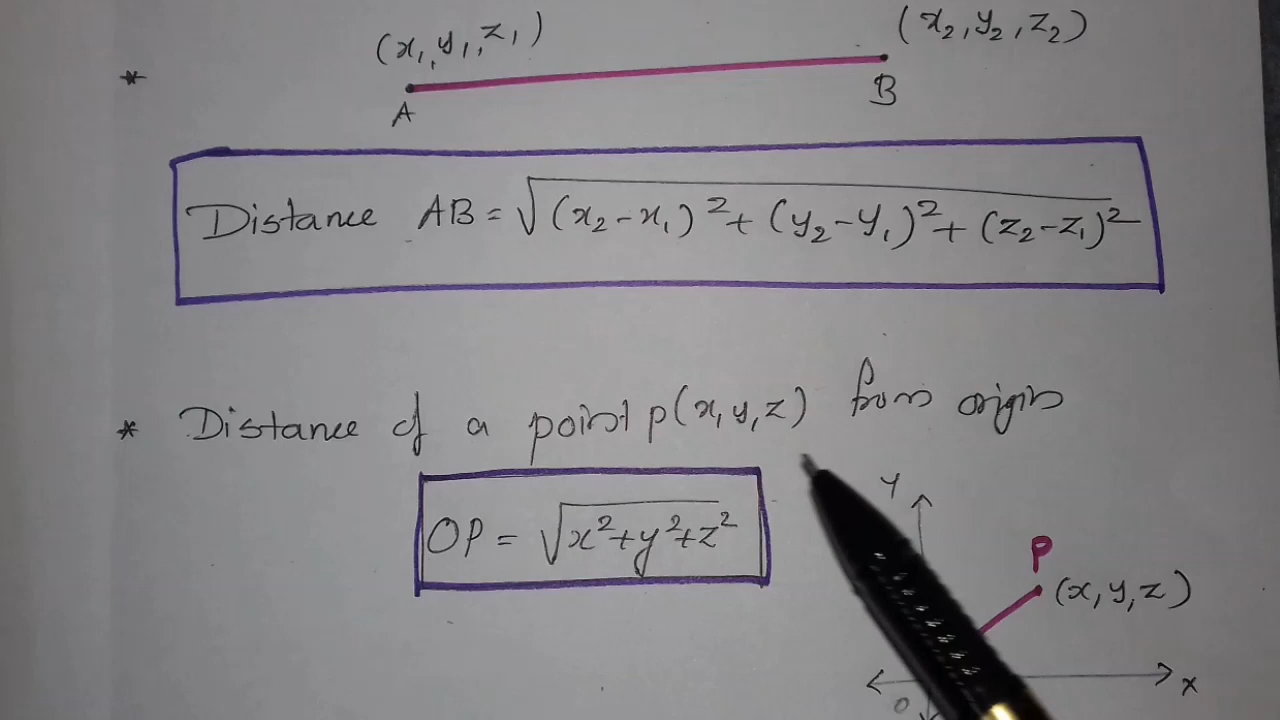 * (x₁, y₁, z₁) (x₂, y₂, z₂)
A B
Distance AB = √(x₂-x₁)²+(y₂-y₁)²+(z₂-z₁)²
* Distance of a point p(x, y, z) from origin
OP = √x²+y²+z²
Y
P
(x, y, z)
X
O